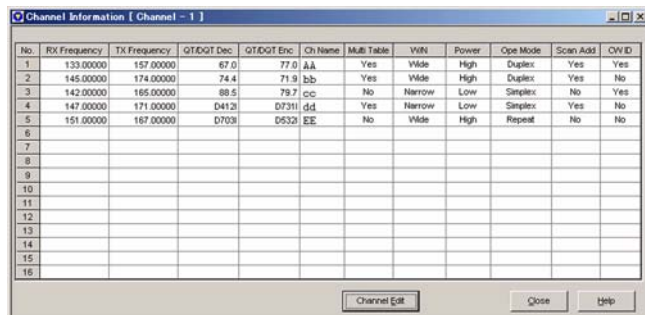 Channel Information [ Channel - 1 ]
No. RX Frequency TX Frequency QT/DQT Dec QT/DQT Enc Ch Name Multi Table W/N Power Ope Mode Scan Add CW ID
1 133.00000 157.00000 67.0 77.0 AA Yes Wide High Duplex Yes Yes
2 145.00000 174.00000 74.4 71.9 bb Yes Wide High Duplex Yes No
3 142.00000 165.00000 88.5 79.7 cc No Narrow Low Simplex No Yes
4 147.00000 171.00000 D412I D731I dd Yes Narrow Low Simplex Yes No
5 151.00000 167.00000 D703I D532I EE No Wide High Repeat No No
6
7
8
9
10
11
12
13
14
15
16
Channel Edit Close Help